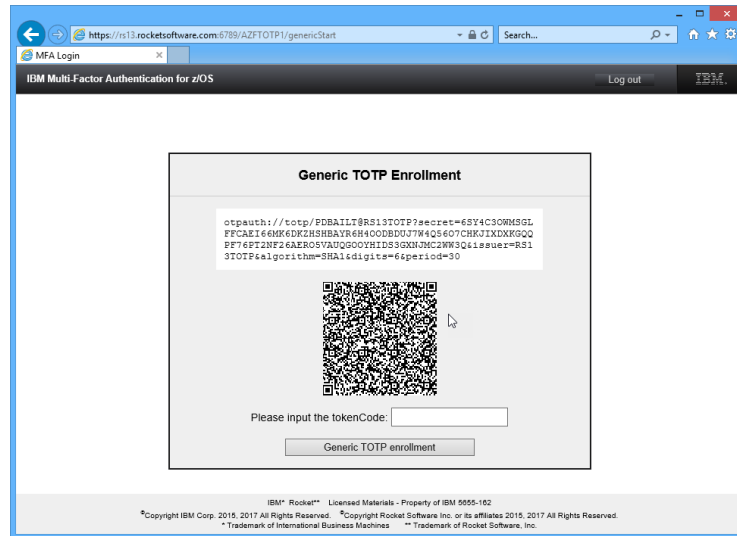 https://rs13.rocketsoftware.com:6789/AZFTOTP1/genericStart
Search...
MFA Login
IBM Multi-Factor Authentication for z/OS
Log out
IBM.
Generic TOTP Enrollment
otpauth://totp/PDBAILT@RS13TOTP?secret=6SY4C3OWMSGL
FFCAEI66MK6DKZHSHBAYR6H4OODBDUJ7W4Q56O7CHKJIXDXKGQQ
PF76PT2NF26AERO5VAUQGOOYHIDS3GXNJMC2WW3Q&issuer=RS1
3TOTP&algorithm=SHA1&digits=6&period=30
Please input the tokenCode:
Generic TOTP enrollment
IBM* Rocket** Licensed Materials - Property of IBM 5655-162
©Copyright IBM Corp. 2015, 2017 All Rights Reserved. ©Copyright Rocket Software Inc. or its affiliates 2015, 2017 All Rights Reserved.
* Trademark of International Business Machines ** Trademark of Rocket Software, Inc.